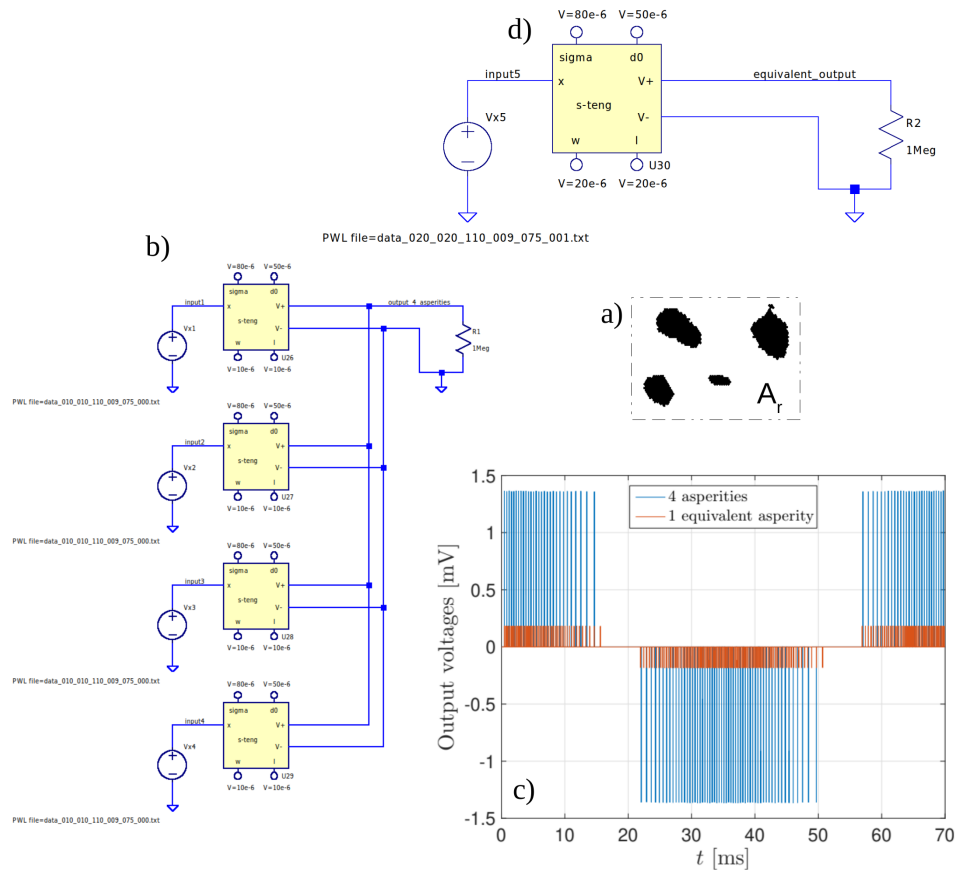 d)
V=80e-6 V=50e-6
sigma d0
input5 x V+ equivalent_output
s-teng
Vx5 V- R2
1Meg
w l
U30
V=20e-6 V=20e-6
PWL file=data_020_020_110_009_075_001.txt
b)
V=80e-6 V=50e-6
sigma d0
input1 x V+ output_4_asperities
s-teng
Vx1 V- R1
1Meg
w l
U26
V=10e-6 V=10e-6
PWL file=data_010_010_110_009_075_000.txt
V=80e-6 V=50e-6
sigma d0
input2 x V+
s-teng
Vx2 V-
w l
U27
V=10e-6 V=10e-6
PWL file=data_010_010_110_009_075_000.txt
V=80e-6 V=50e-6
sigma d0
input3 x V+
s-teng
Vx3 V-
w l
U28
V=10e-6 V=10e-6
PWL file=data_010_010_110_009_075_000.txt
V=80e-6 V=50e-6
sigma d0
input4 x V+
s-teng
Vx4 V-
w l
U29
V=10e-6 V=10e-6
PWL file=data_010_010_110_009_075_000.txt
a)
Ar
c)
Output voltages [mV]
1.5
1
0.5
0
-0.5
-1
-1.5
4 asperities
1 equivalent asperity
0 10 20 30 40 50 60 70
t [ms]